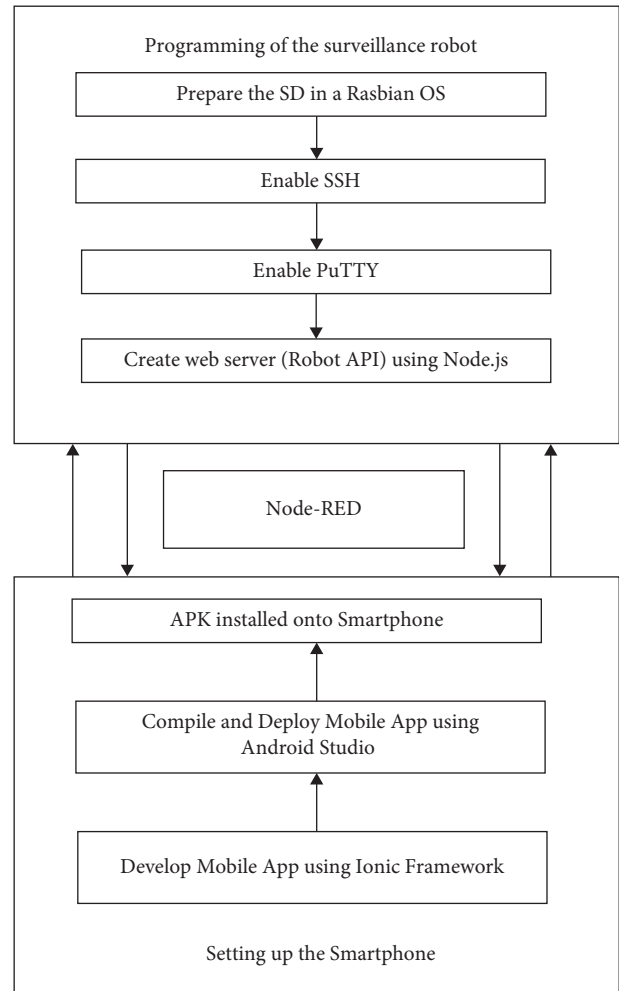 Programming of the surveillance robot
Prepare the SD in a Rasbian OS
Enable SSH
Enable PuTTY
Create web server (Robot API) using Node.js
Node-RED
APK installed onto Smartphone
Compile and Deploy Mobile App using
Android Studio
Develop Mobile App using Ionic Framework
Setting up the Smartphone